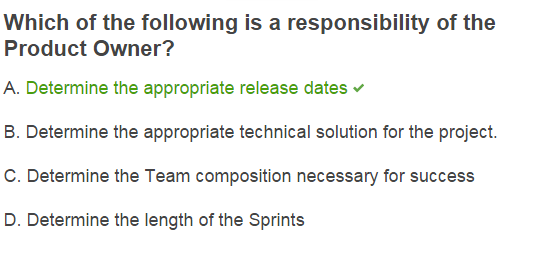 Which of the following is a responsibility of the
Product Owner?
A. Determine the appropriate release dates ✔
B. Determine the appropriate technical solution for the project.
C. Determine the Team composition necessary for success
D. Determine the length of the Sprints